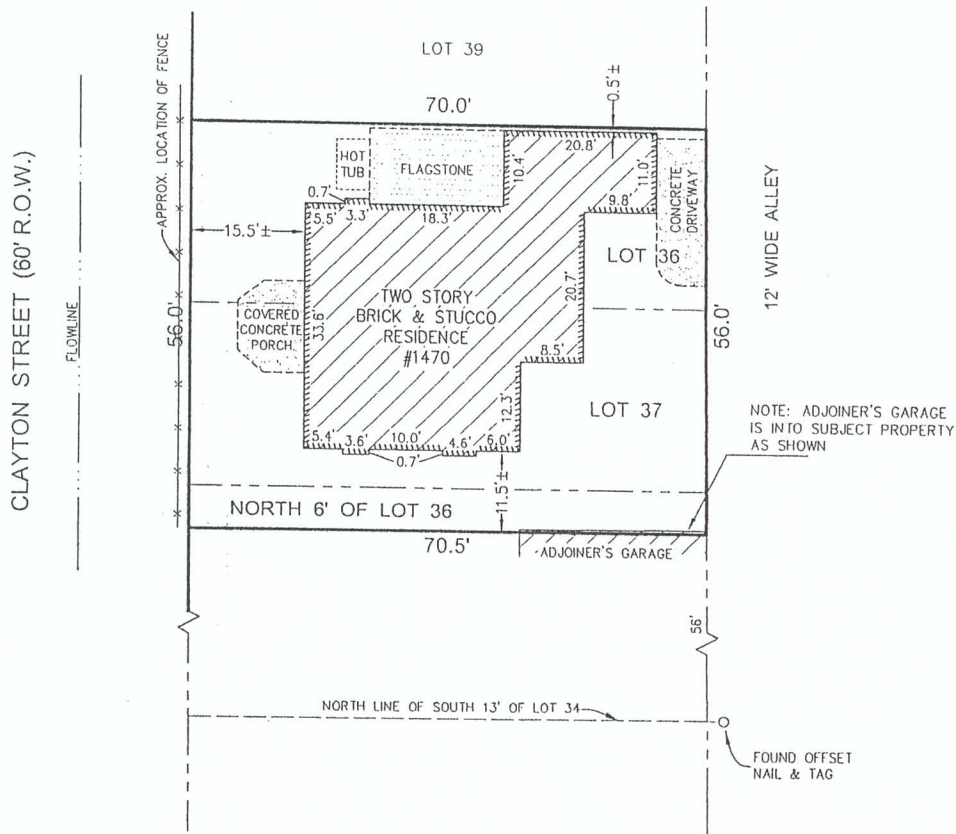 LOT 39
APPROX. LOCATION OF FENCE
CLAYTON STREET (60' R.O.W.)
FLOWLINE
70.0'
0.5'±
HOT
TUB
FLAGSTONE
10.4'
20.8'
11.0'
CONCRETE
DRIVEWAY
12' WIDE ALLEY
0.7'
5.5'
3.3'
18.3'
9.8'
15.5'±
LOT 36
56.0'
COVERED
CONCRETE
PORCH
33.6'
TWO STORY
BRICK & STUCCO
RESIDENCE
#1470
20.7'
56.0'
8.5'
12.3'
LOT 37
NOTE: ADJOINER'S GARAGE
IS INTO SUBJECT PROPERTY
AS SHOWN
5.4'
3.6'
10.0'
4.6'
6.0'
0.7'
11.5'±
NORTH 6' OF LOT 36
70.5'
ADJOINER'S GARAGE
56'
NORTH LINE OF SOUTH 13' OF LOT 34
FOUND OFFSET
NAIL & TAG